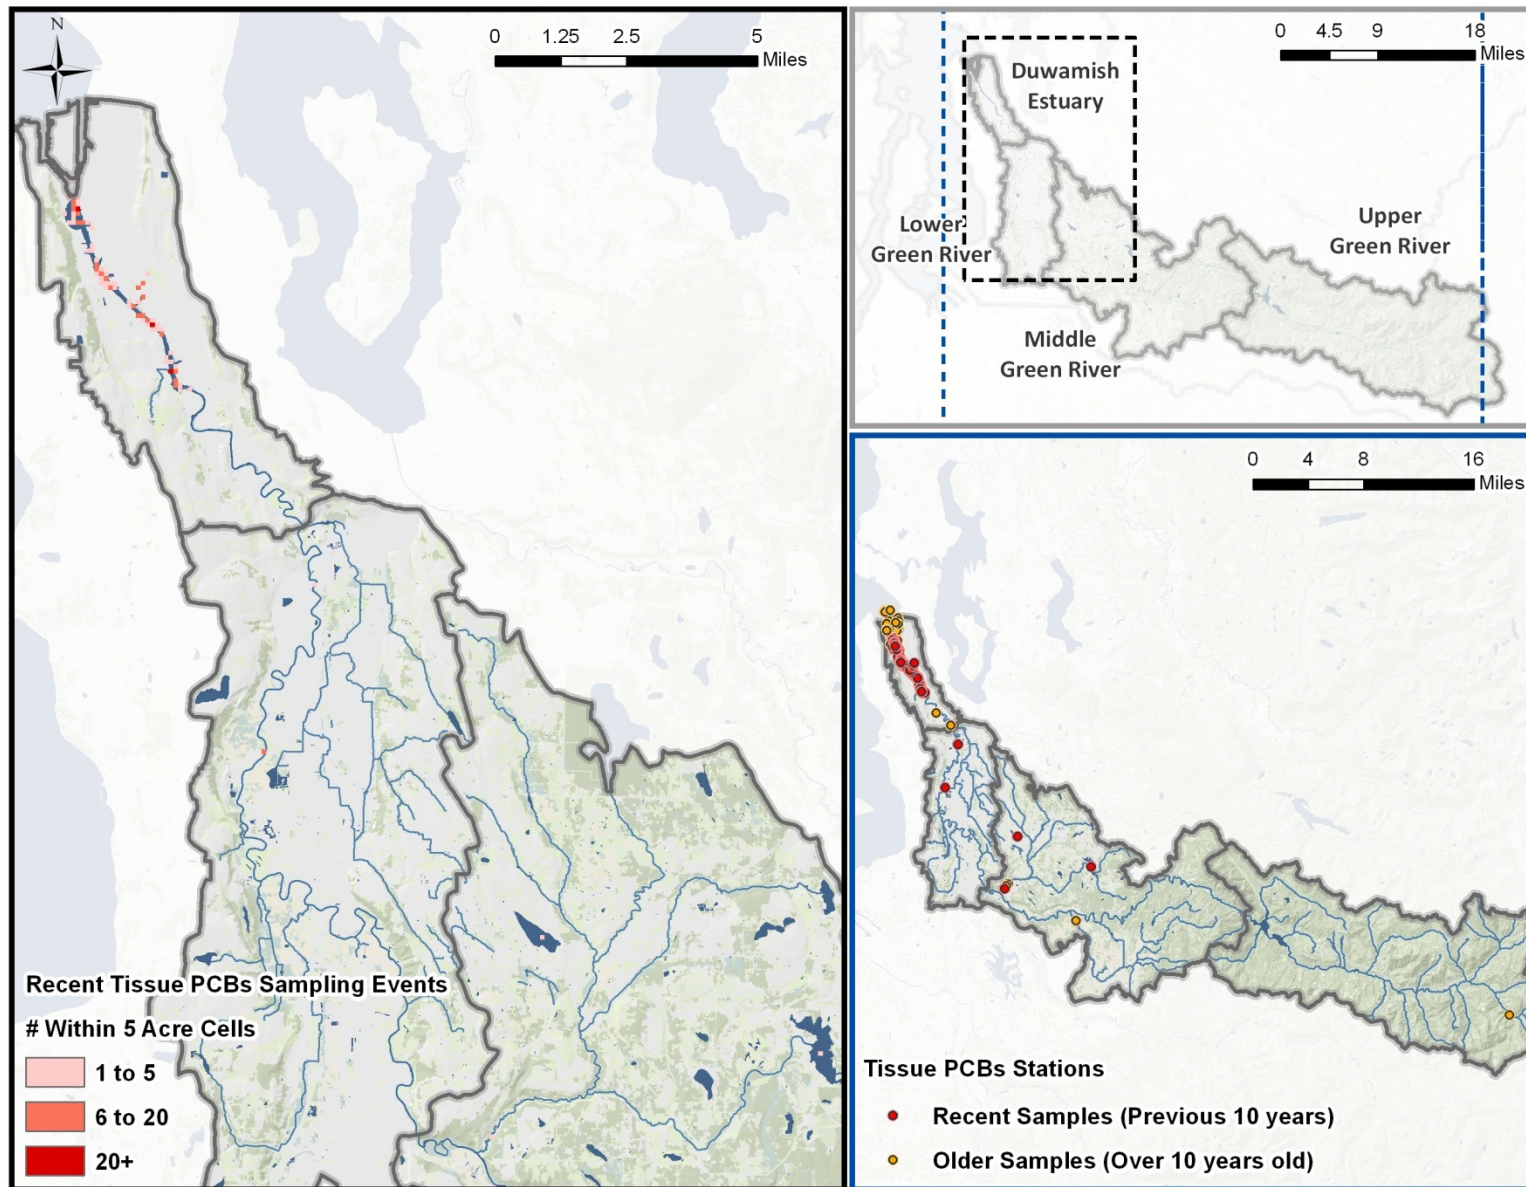 N
0 1.25 2.5 5
Miles
Recent Tissue PCBs Sampling Events
# Within 5 Acre Cells
1 to 5
6 to 20
20+
0 4.5 9 18
Miles
Duwamish
Estuary
Lower
Green River
Upper
Green River
Middle
Green River
0 4 8 16
Miles
Tissue PCBs Stations
Recent Samples (Previous 10 years)
Older Samples (Over 10 years old)